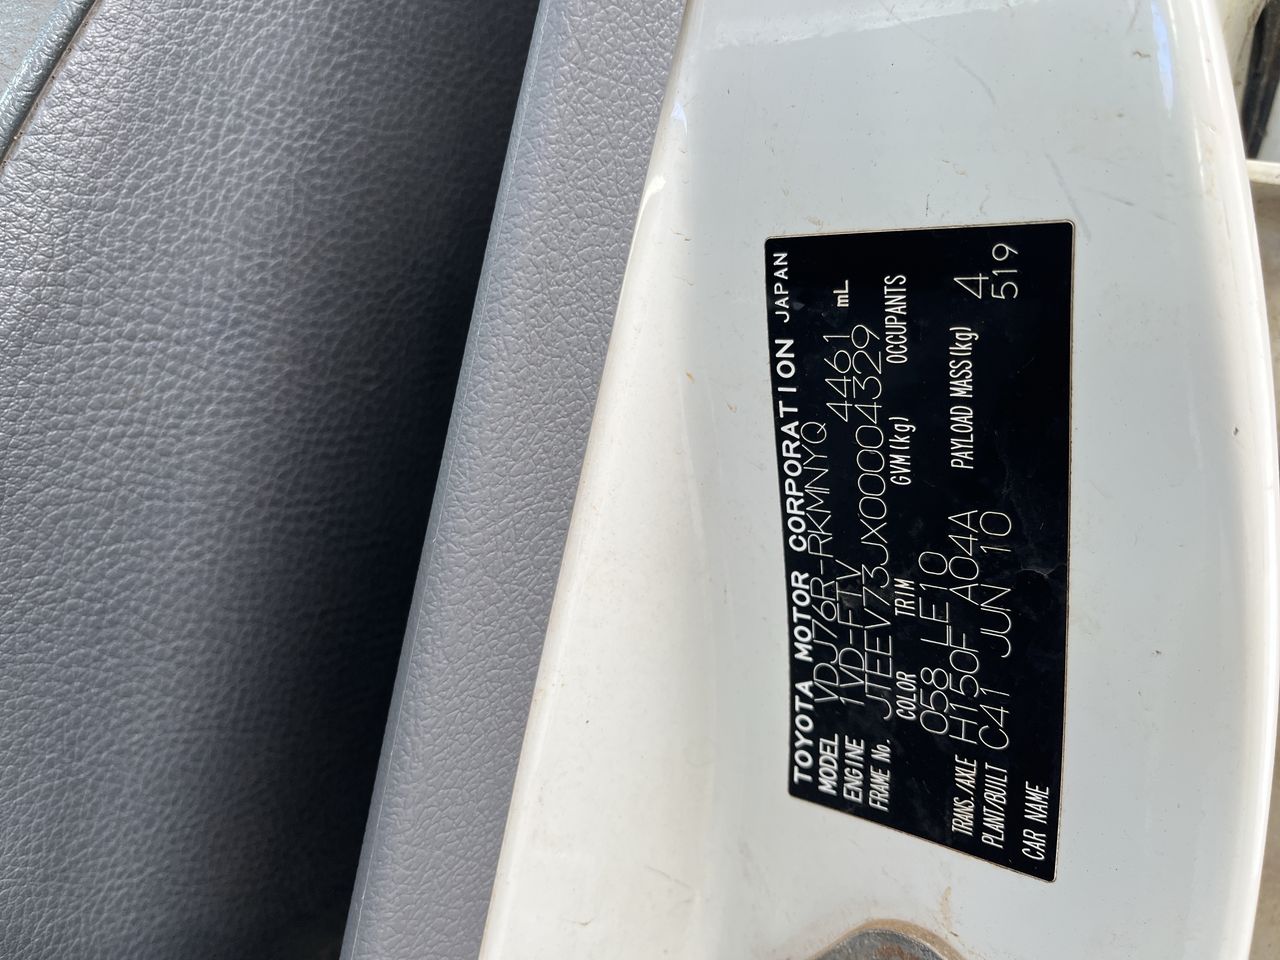 TOYOTA MOTOR CORPORATION JAPAN
MODEL VDJ76R-RKMNYQ
ENGINE 1VD-FTV 4461 mL
FRAME No. JTEEV73JX00004329
COLOR TRIM GVM(kg) OCCUPANTS
058 LE10 4
TRANS./AXLE H150F A04A PAYLOAD MASS(kg) 519
PLANT/BUILT C41 JUN 10
CAR NAME